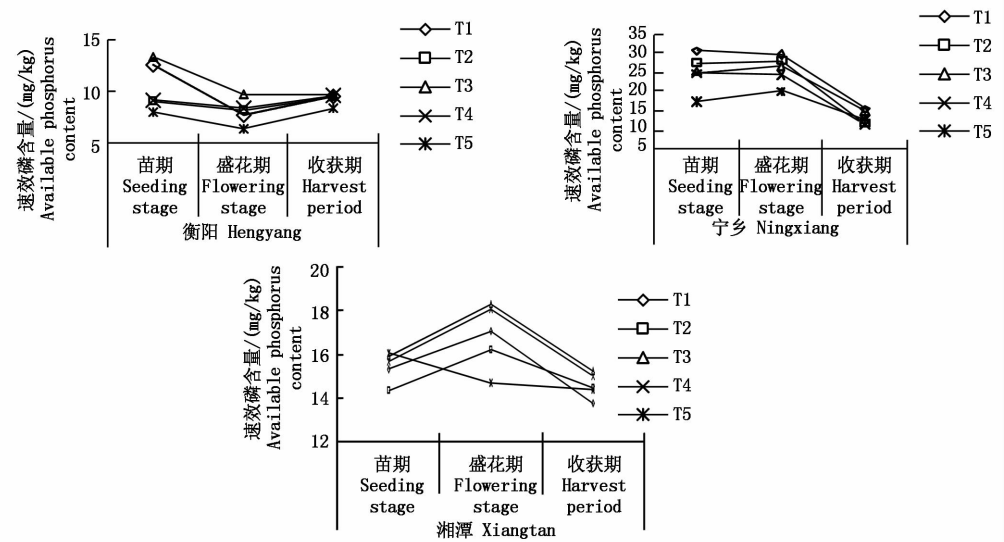 速效磷含量/(mg/kg)
Available phosphorus
content
15
10
5
苗期
Seeding
stage
盛花期
Flowering
stage
收获期
Harvest
period
衡阳 Hengyang
T1
T2
T3
T4
T5
速效磷含量/(mg/kg)
Available phosphorus
content
35
30
25
20
15
10
5
苗期
Seeding
stage
盛花期
Flowering
stage
收获期
Harvest
period
宁乡 Ningxiang
T1
T2
T3
T4
T5
速效磷含量/(mg/kg)
Available phosphorus
content
20
18
16
14
12
苗期
Seeding
stage
盛花期
Flowering
stage
收获期
Harvest
period
湘潭 Xiangtan
T1
T2
T3
T4
T5